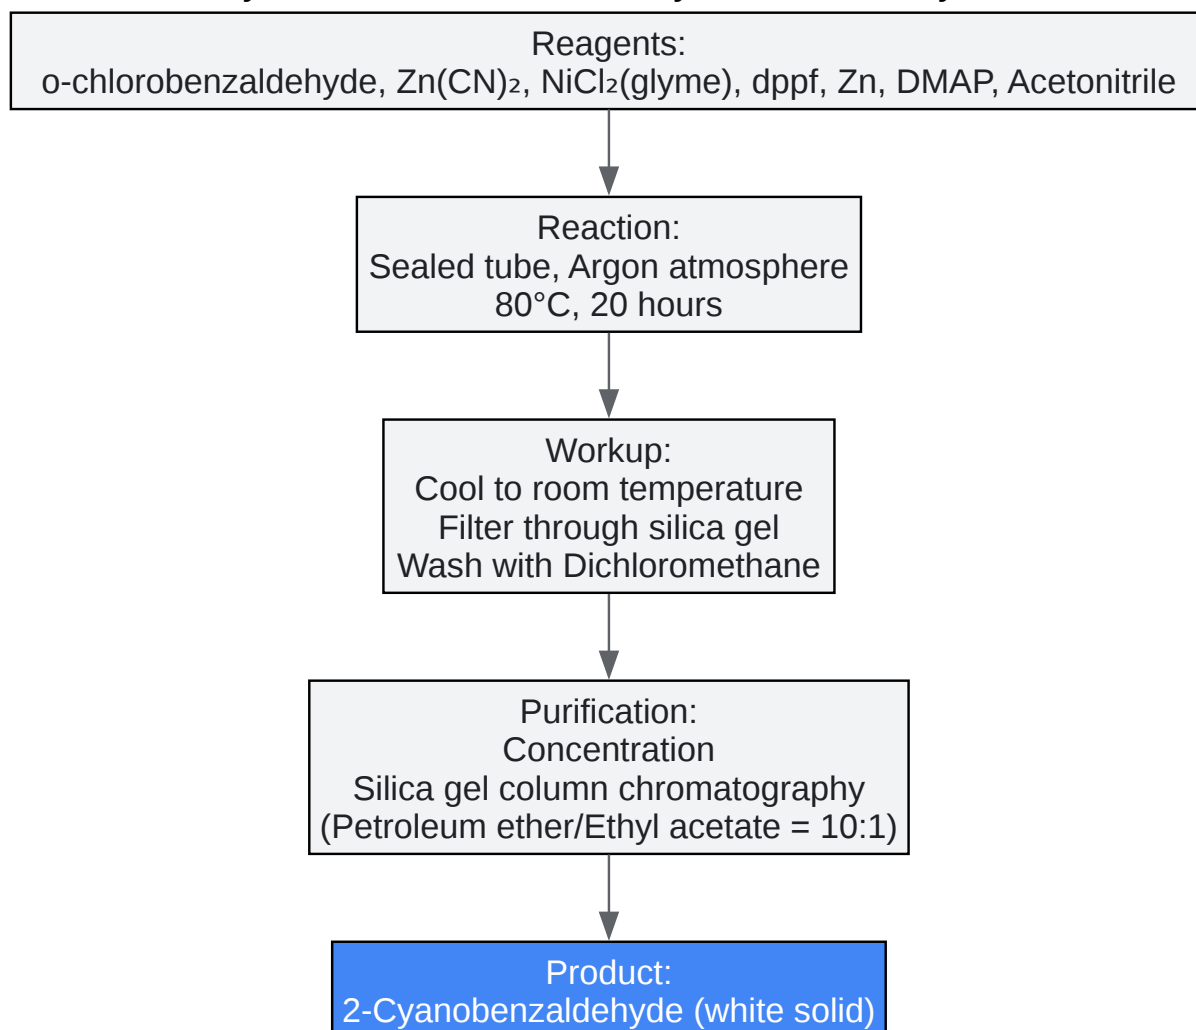 Reagents:
o-chlorobenzaldehyde, Zn(CN)₂, NiCl₂(glyme), dppf, Zn, DMAP, Acetonitrile
Reaction:
Sealed tube, Argon atmosphere
80°C, 20 hours
Workup:
Cool to room temperature
Filter through silica gel
Wash with Dichloromethane
Purification:
Concentration
Silica gel column chromatography
(Petroleum ether/Ethyl acetate = 10:1)
Product:
2-Cyanobenzaldehyde (white solid)